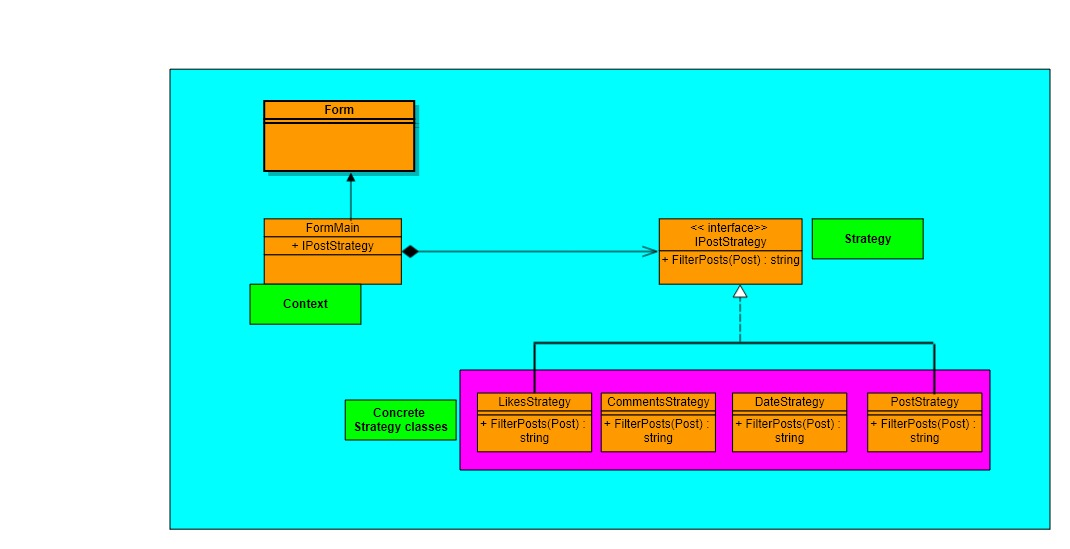 Form
FormMain
+ IPostStrategy
Context
<< interface>>
IPostStrategy
+ FilterPosts(Post) : string
Strategy
Concrete
Strategy classes
LikesStrategy
+ FilterPosts(Post) :
string
CommentsStrategy
+ FilterPosts(Post) :
string
DateStrategy
+ FilterPosts(Post) :
string
PostStrategy
+ FilterPosts(Post) :
string